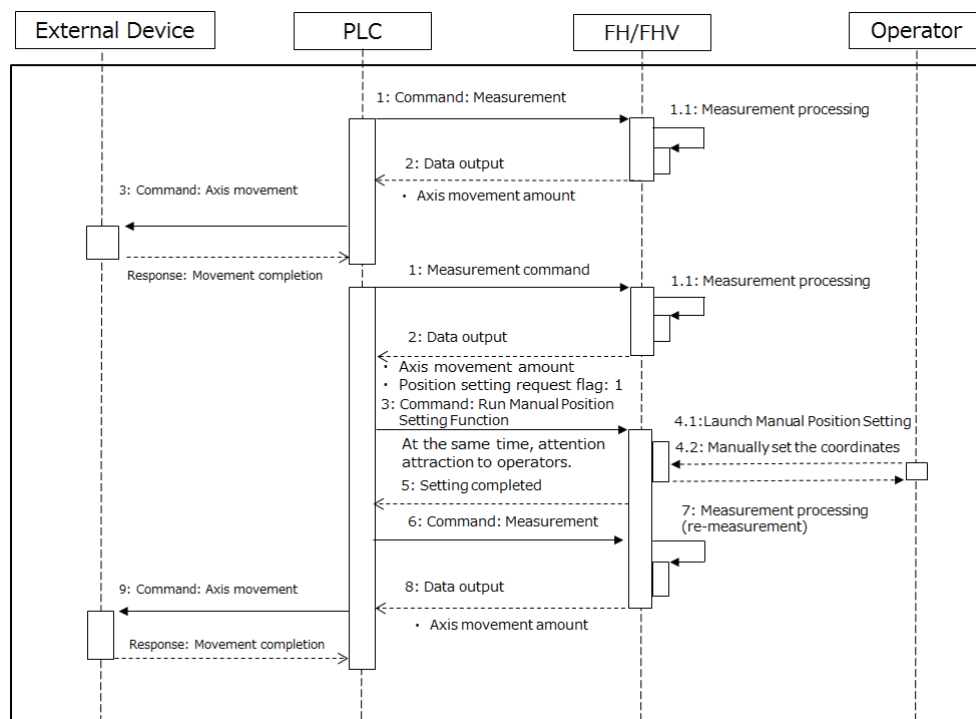 External Device
PLC
FH/FHV
Operator
1: Command: Measurement
1.1: Measurement processing
2: Data output
・ Axis movement amount
3: Command: Axis movement
Response: Movement completion
1: Measurement command
1.1: Measurement processing
2: Data output
・ Axis movement amount
・ Position setting request flag: 1
3: Command: Run Manual Position
Setting Function
4.1:Launch Manual Position Setting
At the same time, attention
attraction to operators.
4.2: Manually set the coordinates
5: Setting completed
6: Command: Measurement
7: Measurement processing
(re-measurement)
8: Data output
9: Command: Axis movement
・ Axis movement amount
Response: Movement completion